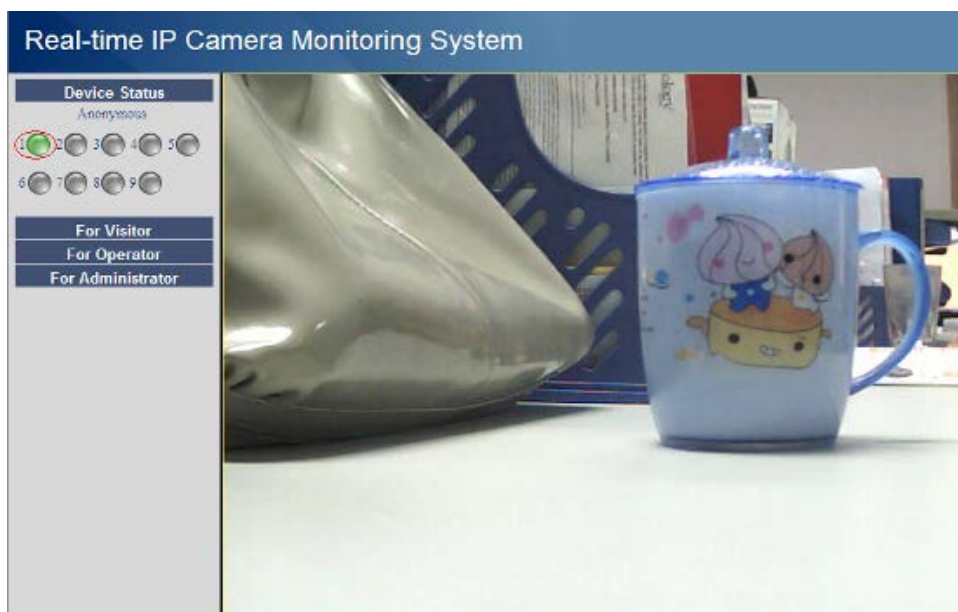 Real-time IP Camera Monitoring System
Device Status
Anonymous
1 2 3 4 5
6 7 8 9
For Visitor
For Operator
For Administrator
ology